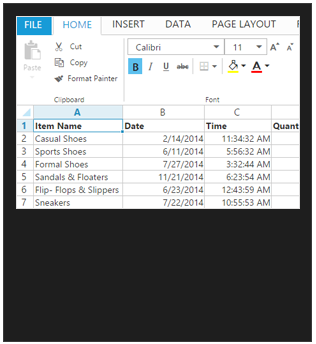 FILE HOME INSERT DATA PAGE LAYOUT
Cut
Calibri 11 A A
Copy
Paste
B I U abc A
Format Painter
Clipboard Font
A B C
1 Item Name Date Time Quant
2 Casual Shoes 2/14/2014 11:34:32 AM
3 Sports Shoes 6/11/2014 5:56:32 AM
4 Formal Shoes 7/27/2014 3:32:44 AM
5 Sandals & Floaters 11/21/2014 6:23:54 AM
6 Flip- Flops & Slippers 6/23/2014 12:43:59 AM
7 Sneakers 7/22/2014 10:55:53 AM